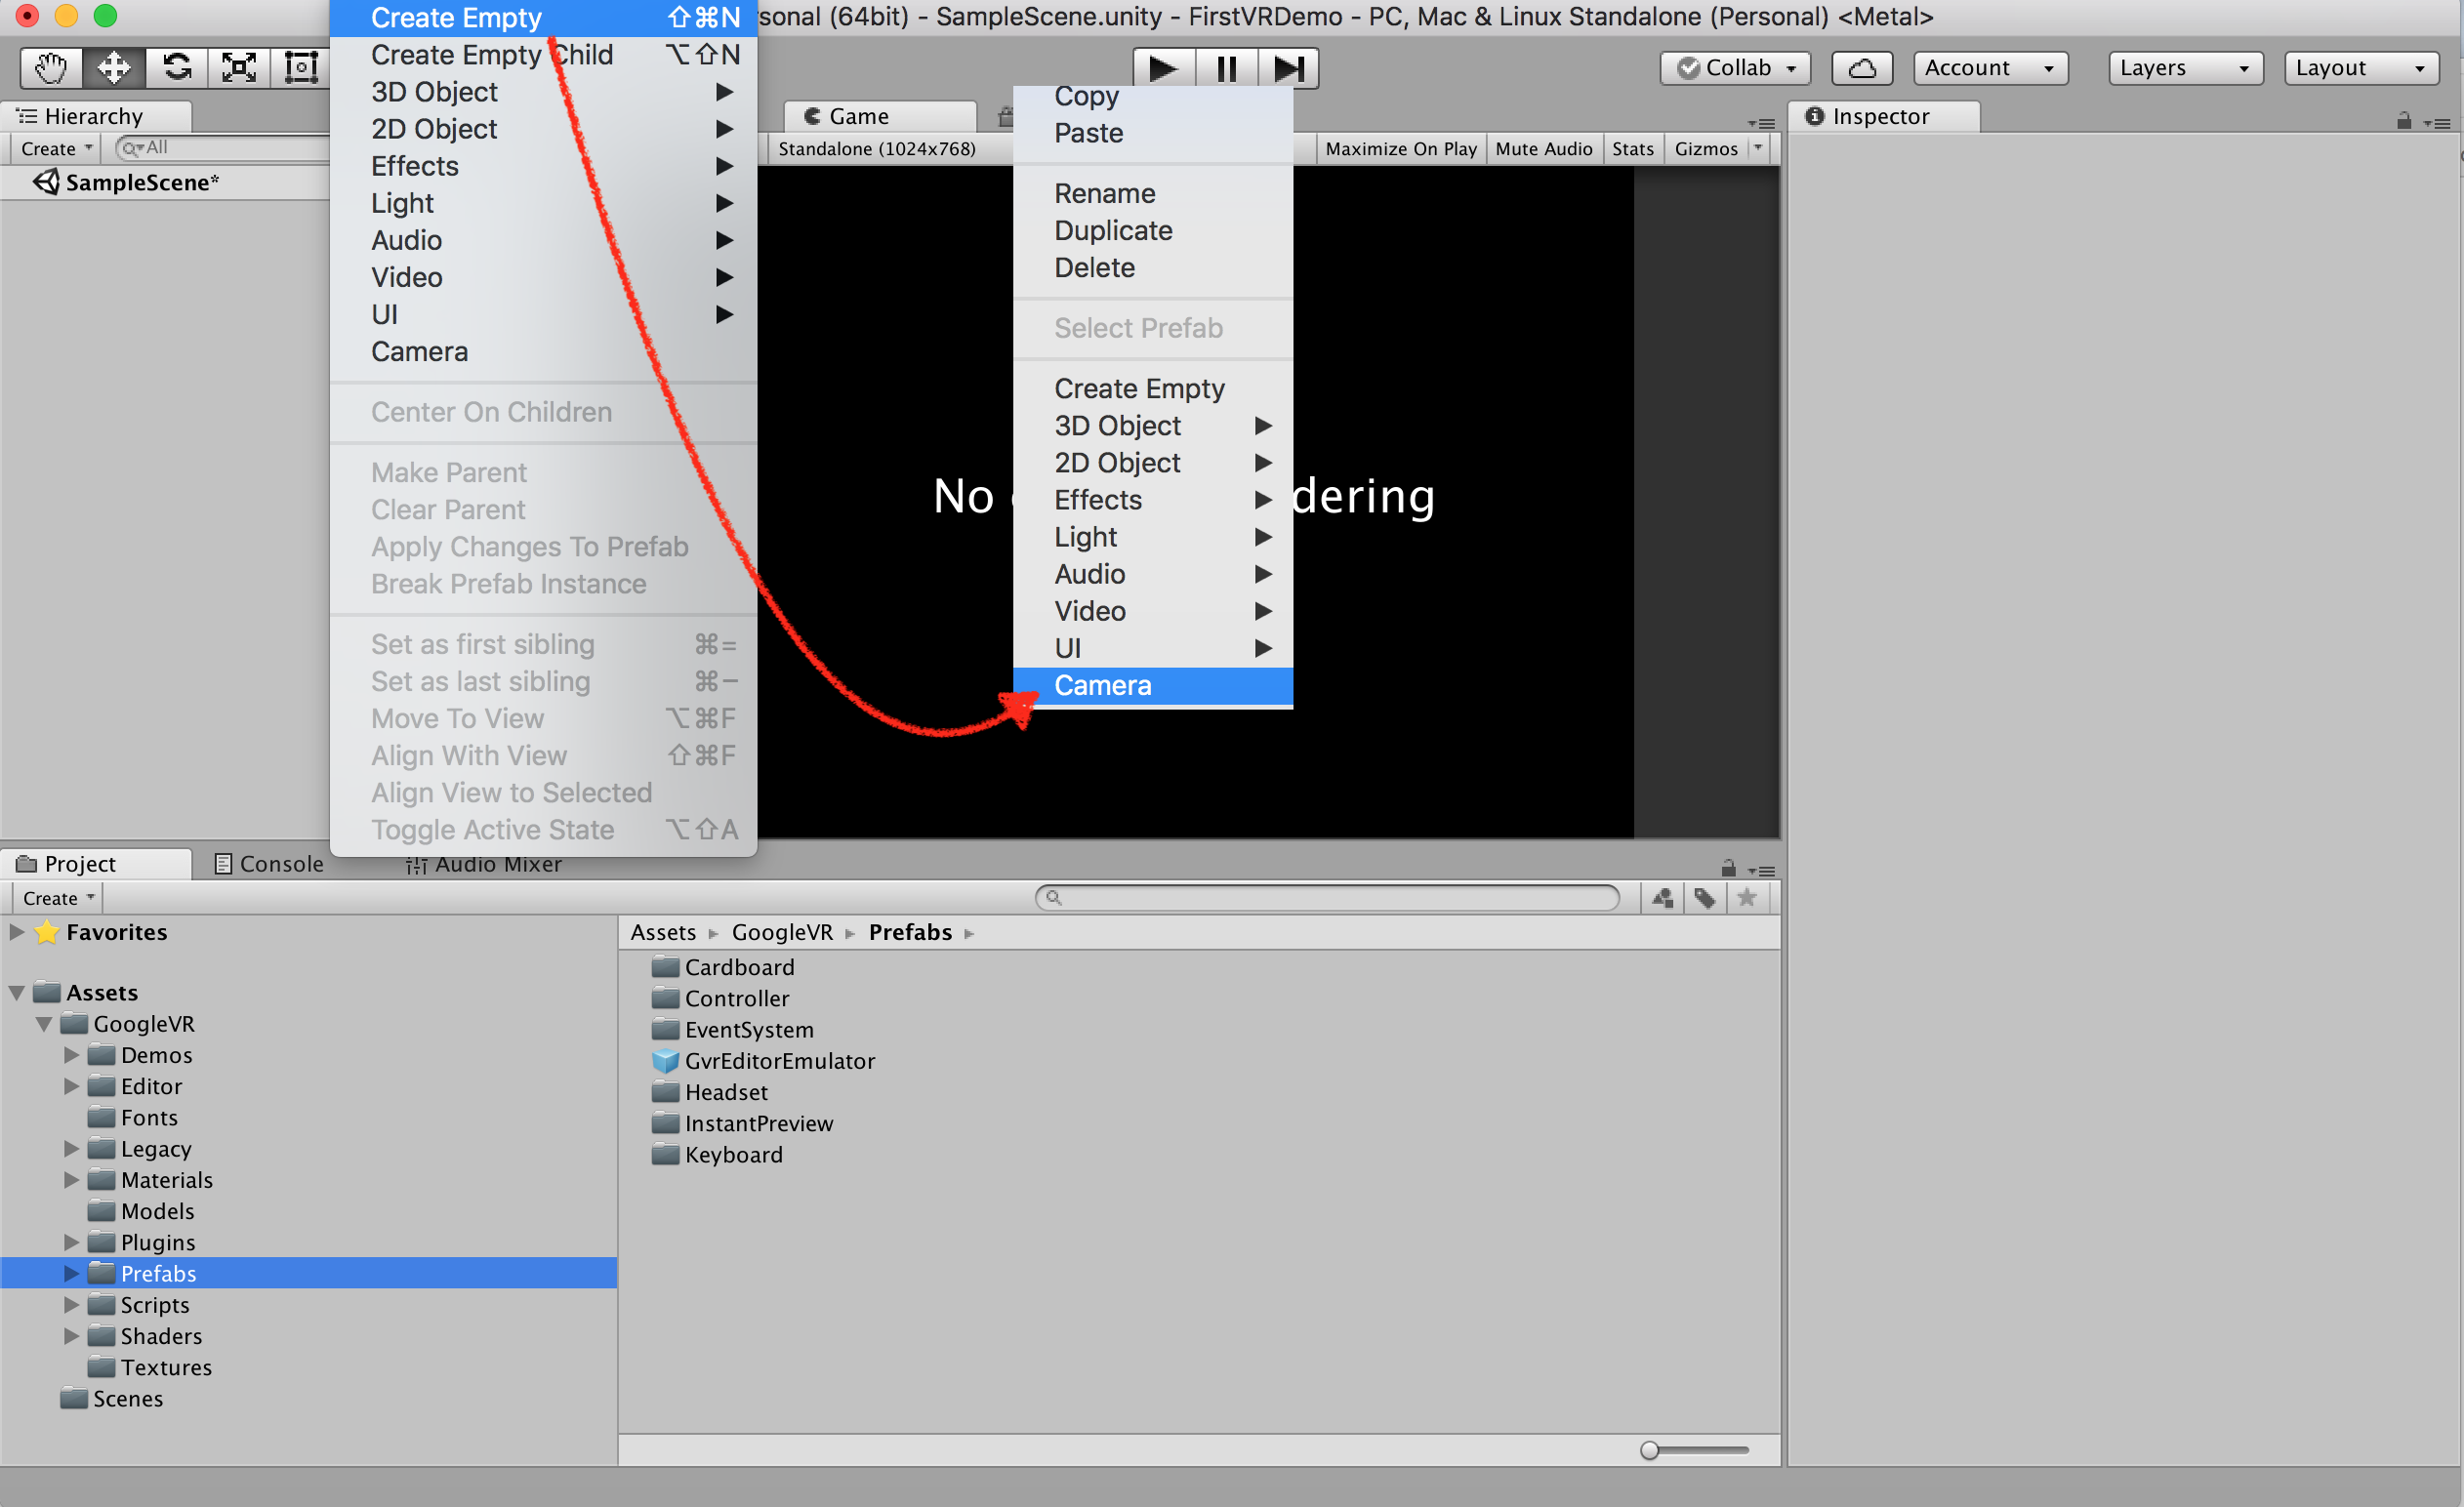 Create Empty ⇧⌘N
rsonal (64bit) - SampleScene.unity - FirstVRDemo - PC, Mac & Linux Standalone (Personal) <Metal>
Create Empty Child ⌥⇧N
3D Object
2D Object
Effects
Light
Audio
Video
UI
Camera
Center On Children
Make Parent
Clear Parent
Apply Changes To Prefab
Break Prefab Instance
Set as first sibling ⌘=
Set as last sibling ⌘−
Move To View ⌥⌘F
Align With View ⇧⌘F
Align View to Selected
Toggle Active State ⌥⇧A
Collab
Account
Layers
Layout
Hierarchy
Create
All
SampleScene*
Game
Standalone (1024x768)
Maximize On Play
Mute Audio
Stats
Gizmos
Copy
Paste
Rename
Duplicate
Delete
Select Prefab
Create Empty
3D Object
2D Object
Effects
Light
Audio
Video
UI
Camera
No
dering
Inspector
Project
Console
Audio Mixer
Create
Favorites
Assets
GoogleVR
Demos
Editor
Fonts
Legacy
Materials
Models
Plugins
Prefabs
Scripts
Shaders
Textures
Scenes
Assets GoogleVR Prefabs
Cardboard
Controller
EventSystem
GvrEditorEmulator
Headset
InstantPreview
Keyboard